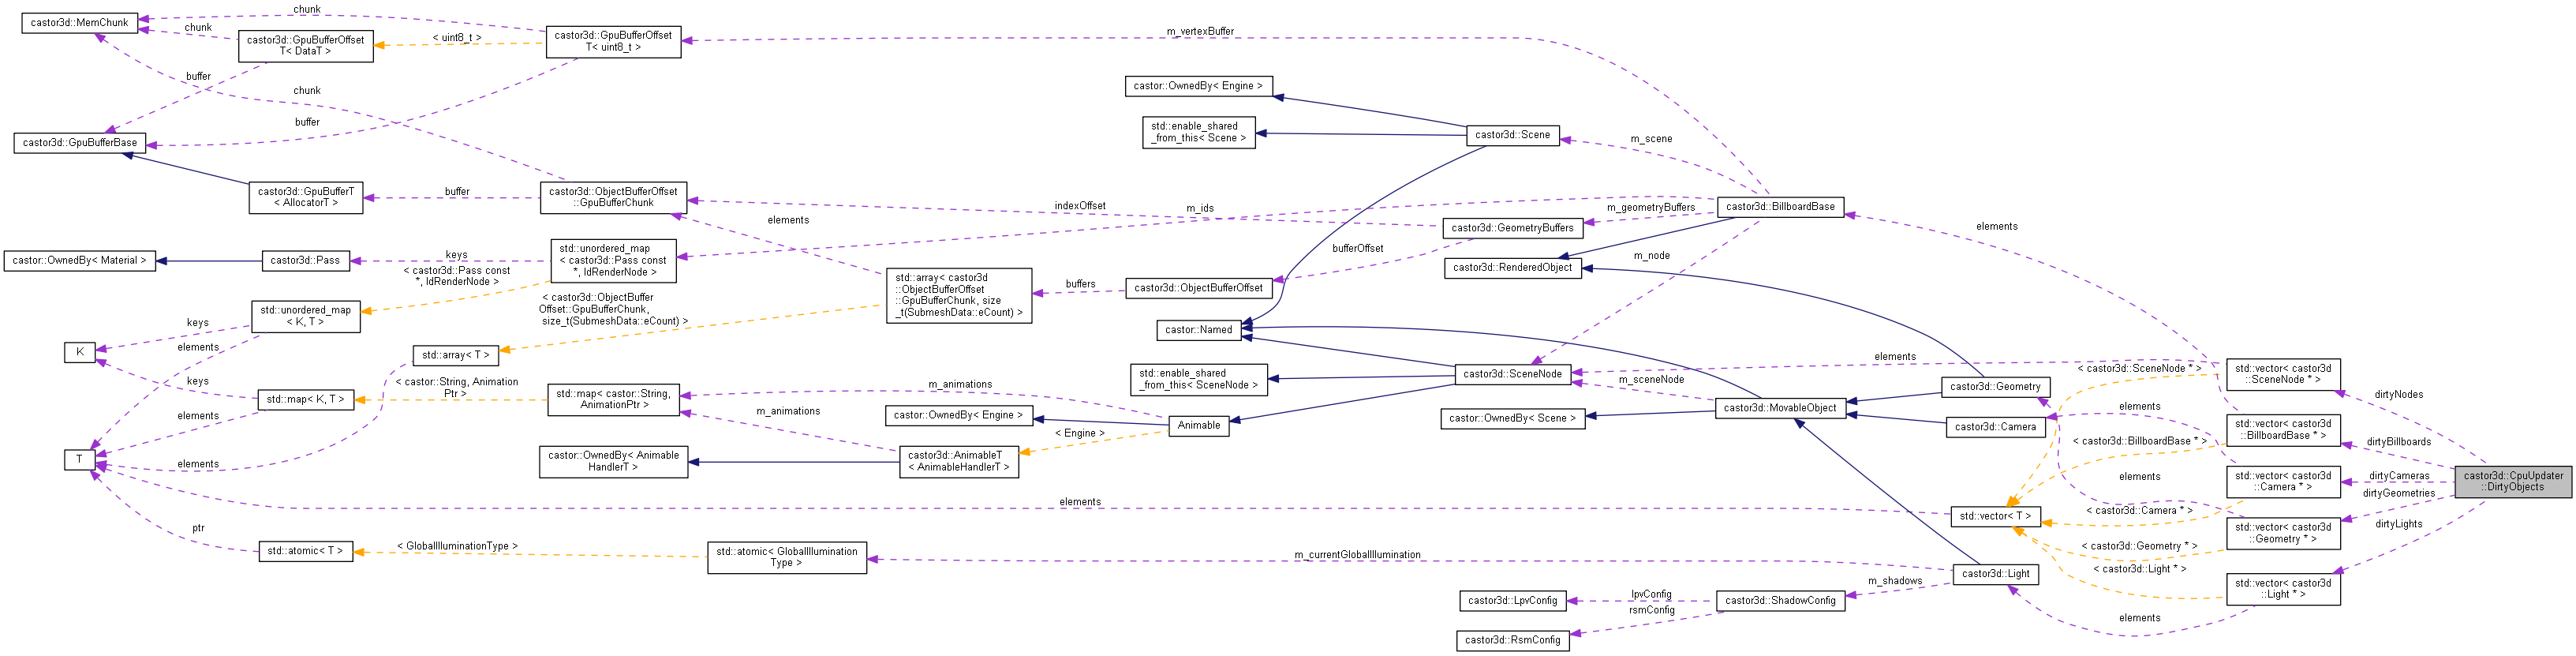 castor3d::MemChunk
chunk
chunk
castor3d::GpuBufferOffset
T< DataT >
< uint8_t >
castor3d::GpuBufferOffset
T< uint8_t >
m_vertexBuffer
buffer
chunk
buffer
castor3d::GpuBufferBase
castor3d::GpuBufferT
< AllocatorT >
buffer
castor3d::ObjectBufferOffset
::GpuBufferChunk
castor::OwnedBy< Engine >
std::enable_shared
_from_this< Scene >
castor3d::Scene
m_scene
castor3d::BillboardBase
indexOffset
m_ids
m_geometryBuffers
castor3d::GeometryBuffers
elements
elements
castor::OwnedBy< Material >
castor3d::Pass
keys
std::unordered_map
< castor3d::Pass const
*, IdRenderNode >
< castor3d::Pass const
*, IdRenderNode >
bufferOffset
m_node
castor3d::RenderedObject
std::array< castor3d
::ObjectBufferOffset
::GpuBufferChunk, size
_t(SubmeshData::eCount) >
buffers
castor3d::ObjectBufferOffset
< castor3d::ObjectBuffer
Offset::GpuBufferChunk,
size_t(SubmeshData::eCount) >
std::unordered_map
< K, T >
keys
elements
K
castor::Named
std::array< T >
keys
std::map< K, T >
elements
< castor::String, Animation
Ptr >
std::map< castor::String,
AnimationPtr >
m_animations
m_animations
std::enable_shared
_from_this< SceneNode >
castor3d::SceneNode
m_sceneNode
elements
castor3d::Geometry
< castor3d::SceneNode * >
std::vector< castor3d
::SceneNode * >
dirtyNodes
castor::OwnedBy< Engine >
Animable
castor::OwnedBy< Scene >
castor3d::MovableObject
castor3d::Camera
elements
std::vector< castor3d
::BillboardBase * >
dirtyBillboards
< Engine >
< castor3d::BillboardBase * >
T
elements
castor::OwnedBy< Animable
HandlerT >
castor3d::AnimableT
< AnimableHandlerT >
elements
std::vector< castor3d
::Camera * >
dirtyCameras
dirtyGeometries
castor3d::CpuUpdater
::DirtyObjects
elements
std::vector< T >
< castor3d::Camera * >
std::vector< castor3d
::Geometry * >
dirtyLights
ptr
std::atomic< T >
< GlobalIlluminationType >
std::atomic< GlobalIllumination
Type >
m_currentGlobalIllumination
< castor3d::Geometry * >
< castor3d::Light * >
castor3d::Light
m_shadows
std::vector< castor3d
::Light * >
elements
castor3d::LpvConfig
lpvConfig
rsmConfig
castor3d::ShadowConfig
castor3d::RsmConfig